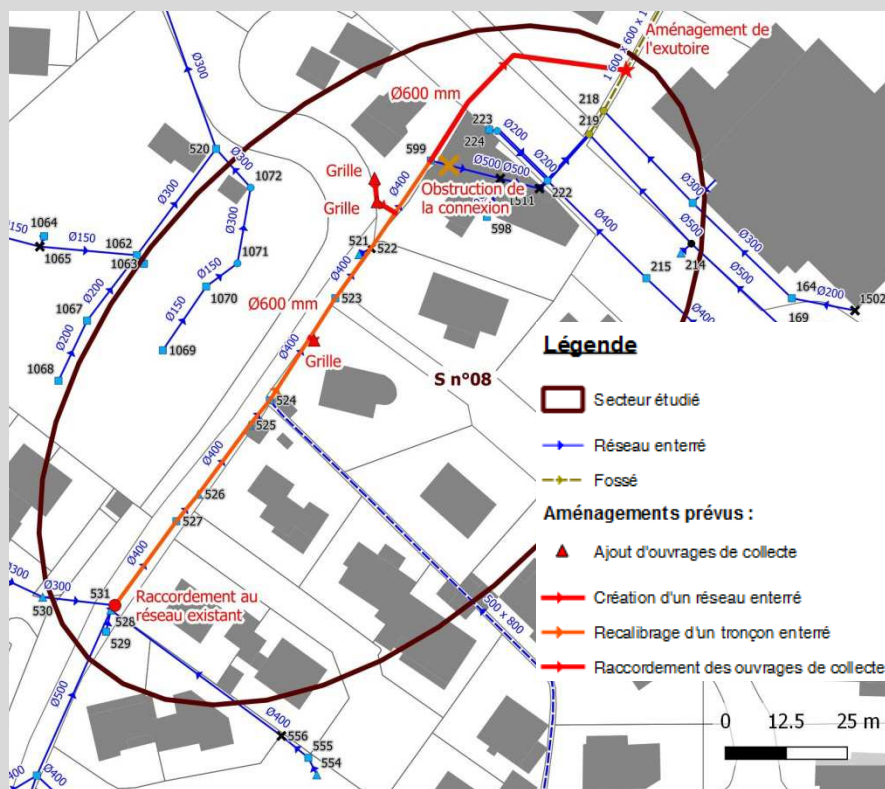 Aménagement de
l'exutoire
1 600 x 600 x 1
Ø300
Ø600 mm
218
219
223
224
Ø200
520
599
Ø300
1072
Grille
Ø500 Ø500
Ø200
222
1511
Obstruction de
la connexion
Ø400
Grille
598
Ø300
Ø150
1064
1065
Ø150
1062
1063
Ø300
1071
521
522
Ø400
Ø500
214
215
Ø300
Ø200
1067
Ø150
1070
Ø600 mm
523
Ø400
Ø500
164
Ø200
1502
169
Ø400
Ø200
1068
Ø150
1069
Ø400
Grille
S n°08
524
525
Ø400
526
527
Ø400
Ø300
530
Ø300
531
528
529
Raccordement au
réseau existant
500 x 800
Ø500
Ø400
556
555
554
Ø400
Ø400
Légende
Secteur étudié
Réseau enterré
Fossé
Aménagements prévus :
Ajout d'ouvrages de collecte
Création d'un réseau enterré
Recalibrage d'un tronçon enterré
Raccordement des ouvrages de collecte
0 12.5 25 m